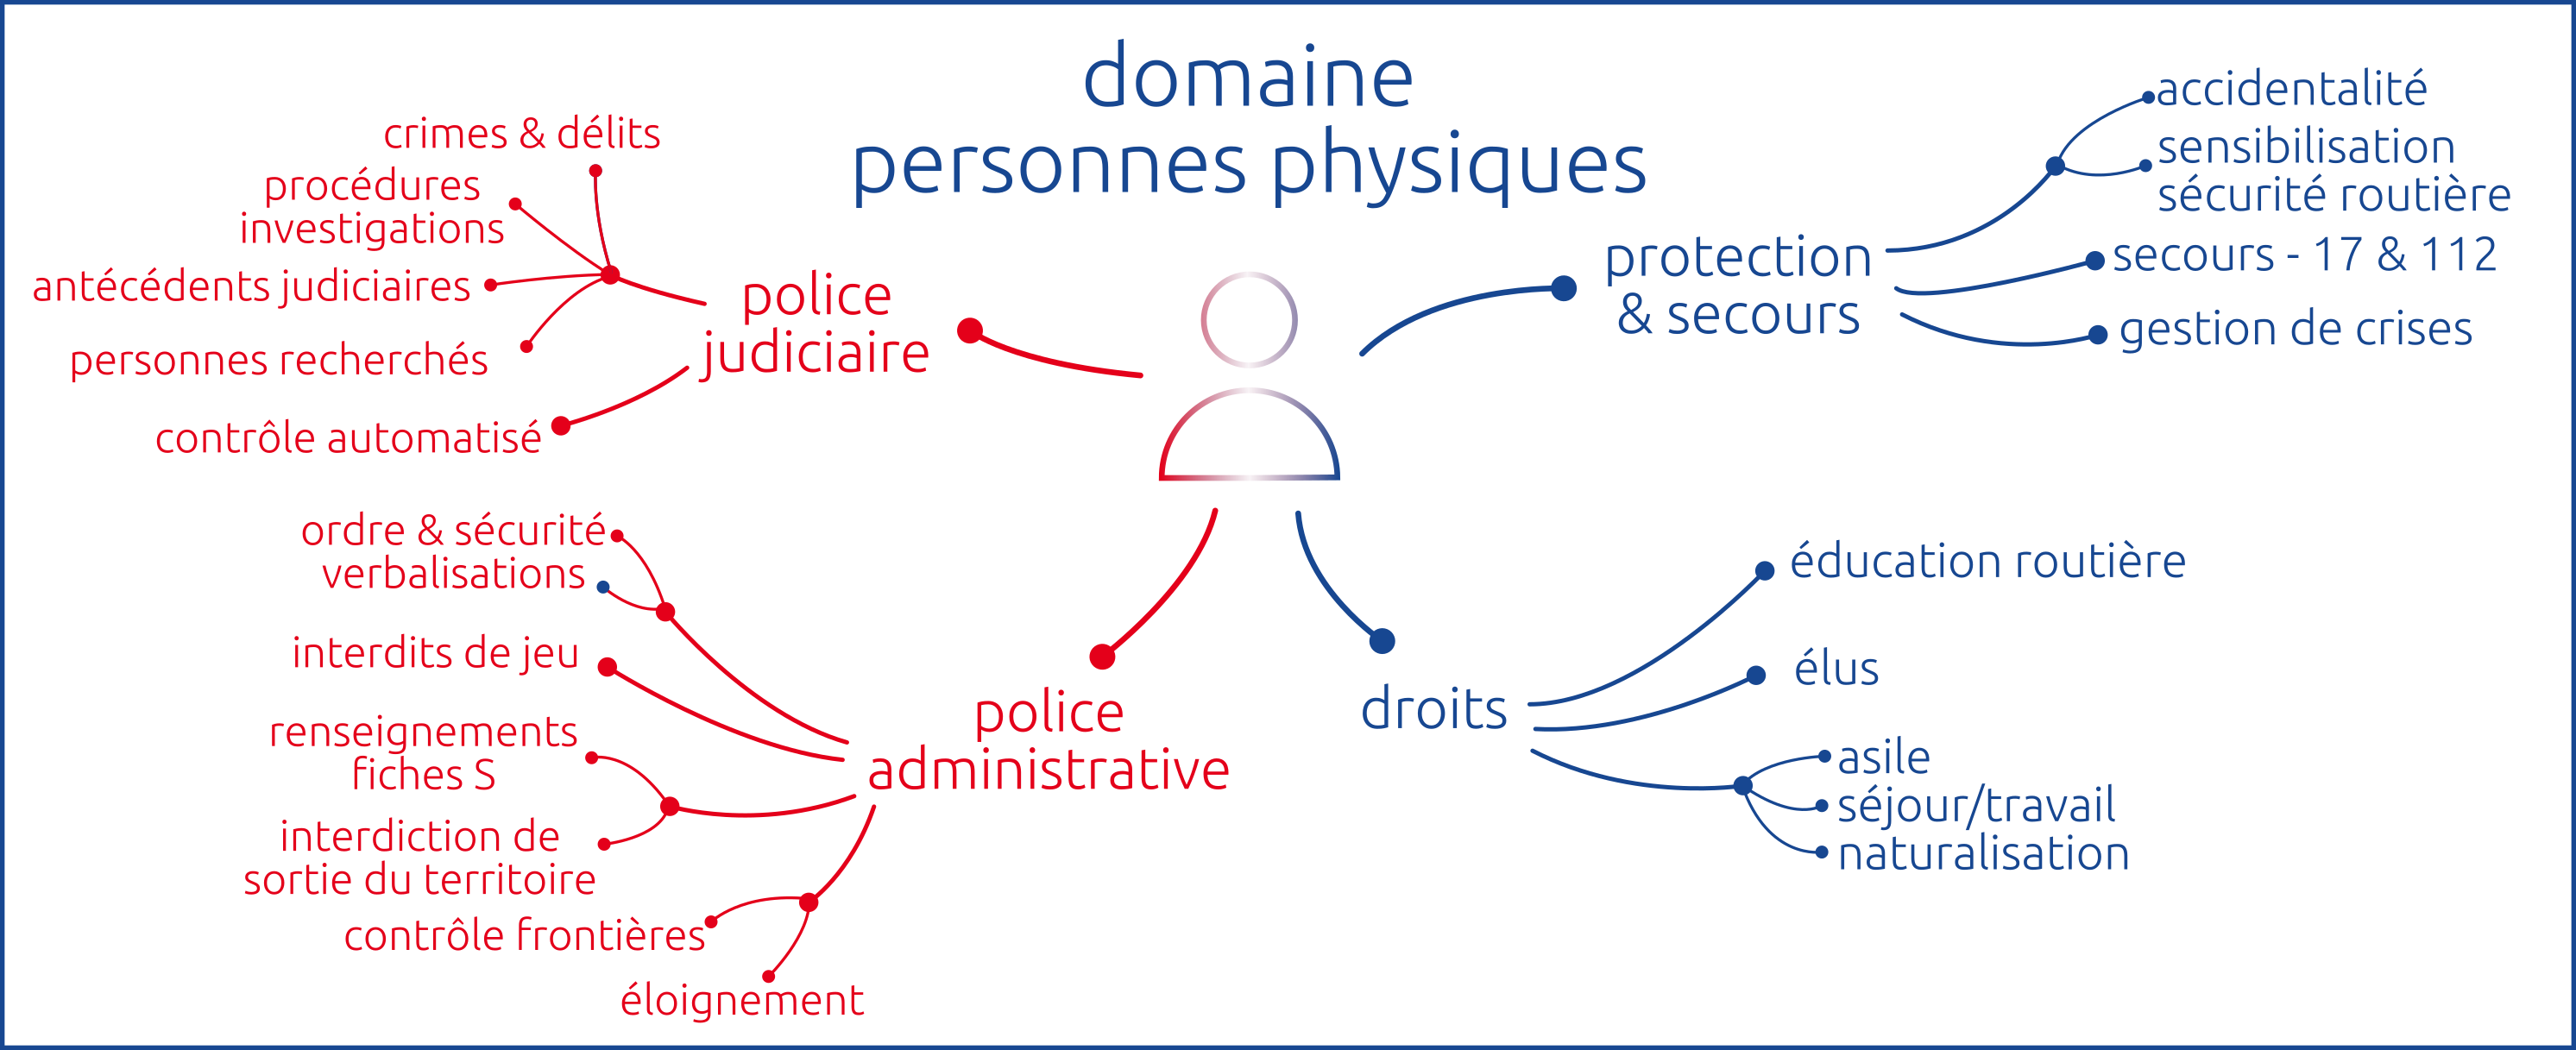 domaine
personnes physiques
crimes & délits
procédures
investigations
antécédents judiciaires
personnes recherchés
contrôle automatisé
police
judiciaire
protection
& secours
accidentalité
sensibilisation
sécurité routière
secours - 17 & 112
gestion de crises
ordre & sécurité
verbalisations
interdits de jeu
renseignements
fiches S
interdiction de
sortie du territoire
contrôle frontières
éloignement
police
administrative
droits
éducation routière
élus
asile
séjour/travail
naturalisation